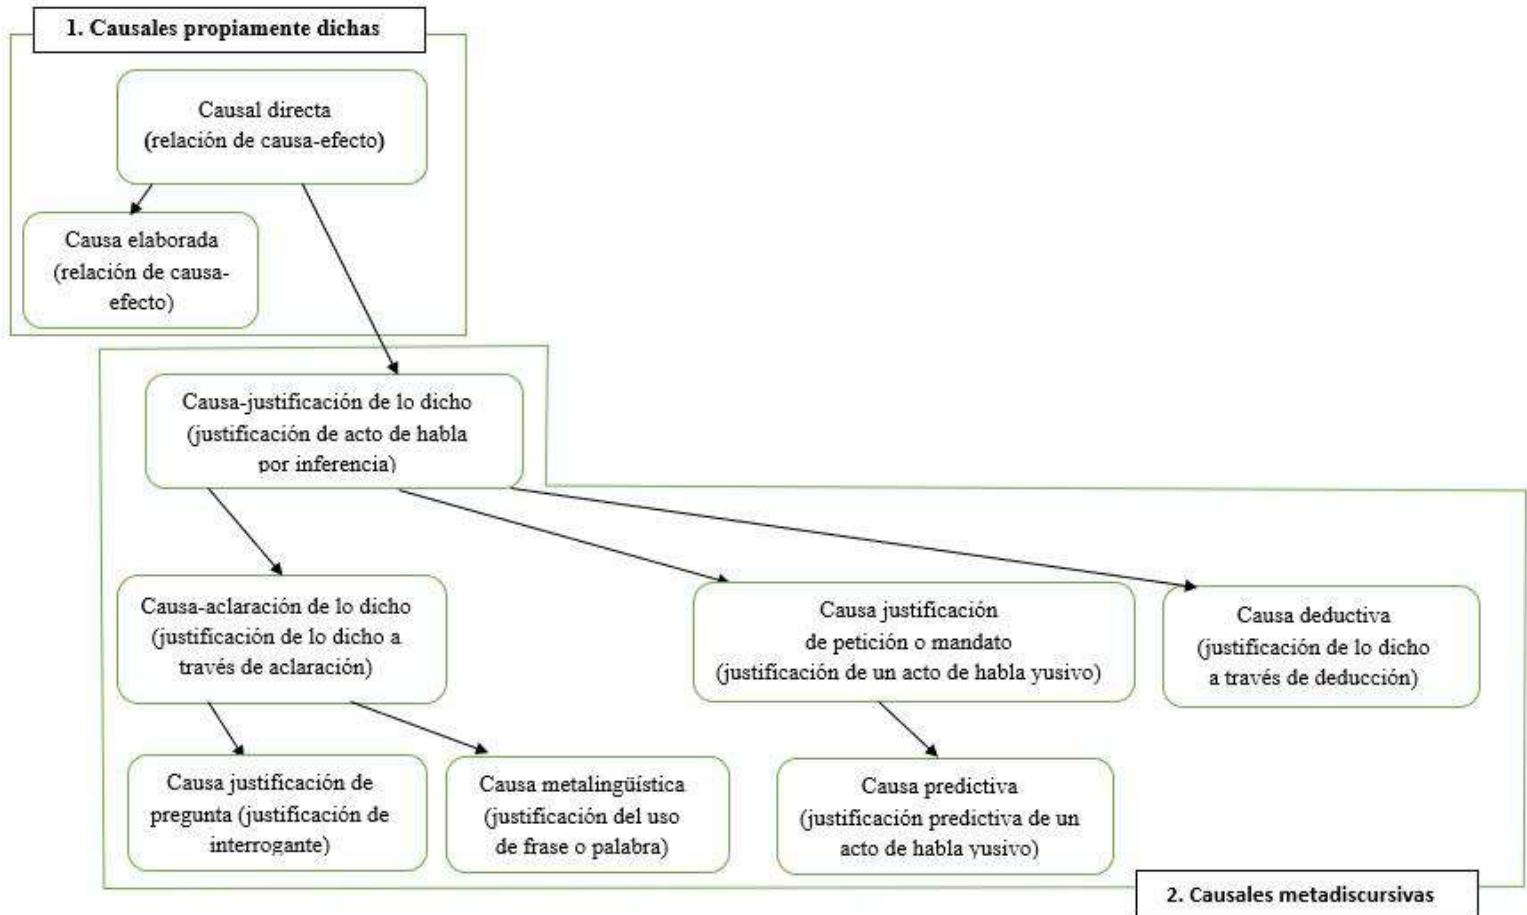 1. Causales propiamente dichas
Causal directa
(relación de causa-efecto)
Causa elaborada
(relación de causa-
efecto)
Causa-justificación de lo dicho
(justificación de acto de habla
por inferencia)
Causa-aclaración de lo dicho
(justificación de lo dicho a
través de aclaración)
Causa justificación
de petición o mandato
(justificación de un acto de habla yusivo)
Causa deductiva
(justificación de lo dicho
a través de deducción)
Causa justificación de
pregunta (justificación de
interrogante)
Causa metalingüística
(justificación del uso
de frase o palabra)
Causa predictiva
(justificación predictiva de un
acto de habla yusivo)
2. Causales metadiscursivas